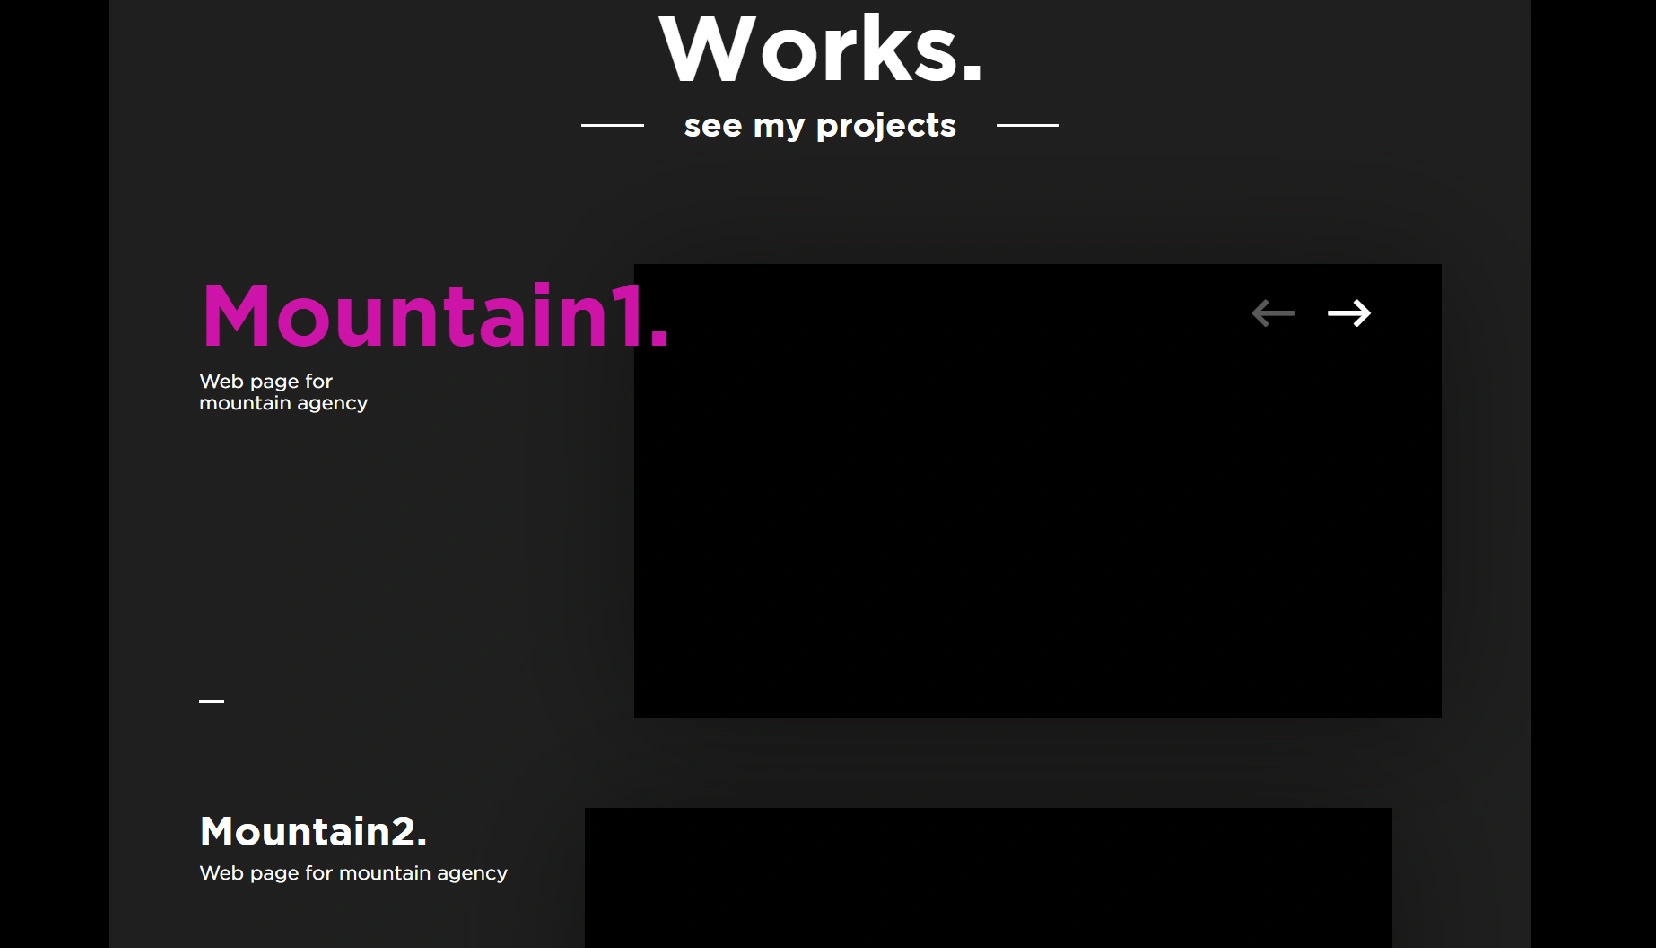 Works.
see my projects
Mountain1.
Web page for
mountain agency
Mountain2.
Web page for mountain agency